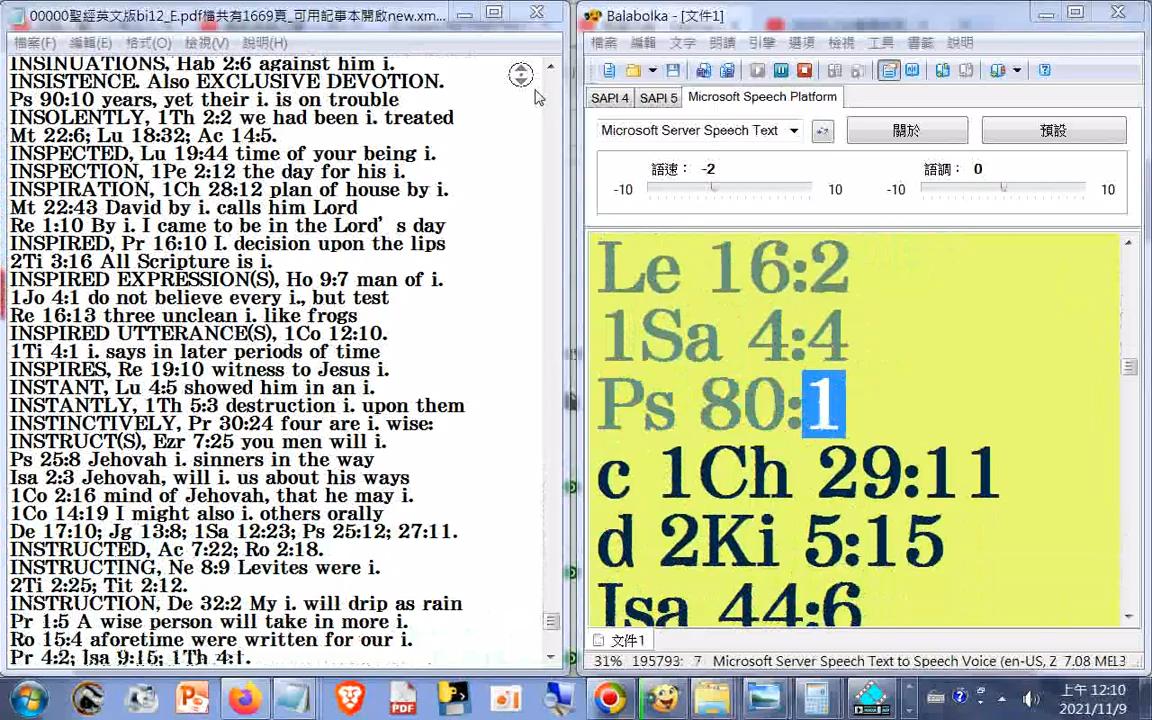 00000聖經英文版bi12_E.pdf檔共有1669頁_可用記事本開啟new.xm...
檔案(F) 編輯(E) 格式(O) 檢視(V) 說明(H)
INSINUATIONS, Hab 2:6 against him i.
INSISTENCE. Also EXCLUSIVE DEVOTION.
Ps 90:10 years, yet their i. is on trouble
INSOLENTLY, 1Th 2:2 we had been i. treated
Mt 22:6; Lu 18:32; Ac 14:5.
INSPECTED, Lu 19:44 time of your being i.
INSPECTION, 1Pe 2:12 the day for his i.
INSPIRATION, 1Ch 28:12 plan of house by i.
Mt 22:43 David by i. calls him Lord
Re 1:10 By i. I came to be in the Lord’s day
INSPIRED, Pr 16:10 I. decision upon the lips
2Ti 3:16 All Scripture is i.
INSPIRED EXPRESSION(S), Ho 9:7 man of i.
1Jo 4:1 do not believe every i., but test
Re 16:13 three unclean i. like frogs
INSPIRED UTTERANCE(S), 1Co 12:10.
1Ti 4:1 i. says in later periods of time
INSPIRES, Re 19:10 witness to Jesus i.
INSTANT, Lu 4:5 showed him in an i.
INSTANTLY, 1Th 5:3 destruction i. upon them
INSTINCTIVELY, Pr 30:24 four are i. wise:
INSTRUCT(S), Ezr 7:25 you men will i.
Ps 25:8 Jehovah i. sinners in the way
Isa 2:3 Jehovah, will i. us about his ways
1Co 2:16 mind of Jehovah, that he may i.
1Co 14:19 I might also i. others orally
De 17:10; Jg 13:8; 1Sa 12:23; Ps 25:12; 27:11.
INSTRUCTED, Ac 7:22; Ro 2:18.
INSTRUCTING, Ne 8:9 Levites were i.
2Ti 2:25; Tit 2:12.
INSTRUCTION, De 32:2 My i. will drip as rain
Pr 1:5 A wise person will take in more i.
Ro 15:4 aforetime were written for our i.
Pr 4:2; Isa 9:15; 1Th 4:1.
Balabolka - [文件1]
檔案 編輯 文字 朗讀 引擎 選項 檢視 工具 書籤 說明
SAPI 4 SAPI 5 Microsoft Speech Platform
Microsoft Server Speech Text 關於 預設
語速： -2 語調： 0
-10 10 -10 10
Le 16:2
1Sa 4:4
Ps 80:1
c 1Ch 29:11
d 2Ki 5:15
Isa 44:6
文件1
31% 195793: 7 Microsoft Server Speech Text to Speech Voice (en-US, Z 7.08 МЕІЗ
PDF
上午 12:10
2021/11/9